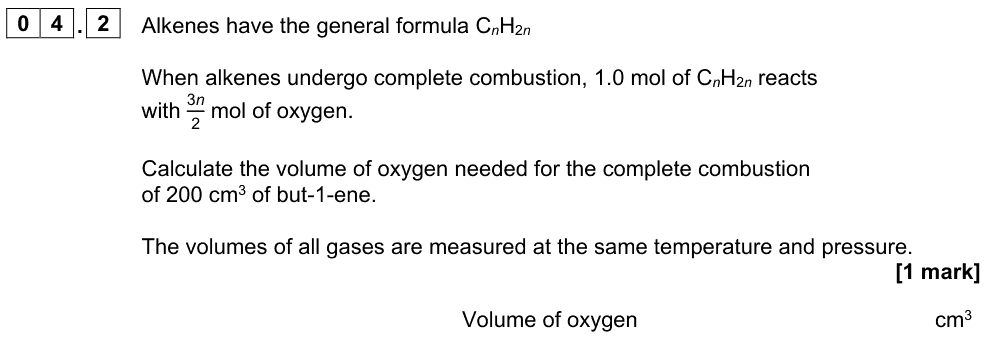 04.2 Alkenes have the general formula CₙH₂ₙ
When alkenes undergo complete combustion, 1.0 mol of CₙH₂ₙ reacts
with 3n/2 mol of oxygen.
Calculate the volume of oxygen needed for the complete combustion
of 200 cm³ of but-1-ene.
The volumes of all gases are measured at the same temperature and pressure.
[1 mark]
Volume of oxygen cm³